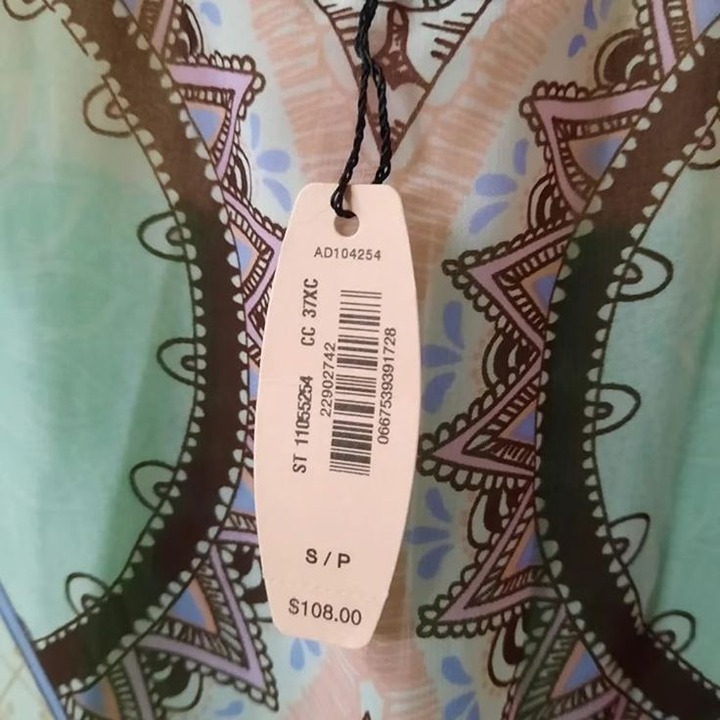 AD104254
ST 11055254 CC 37XC
22902742
0667539391728
S / P
$108.00